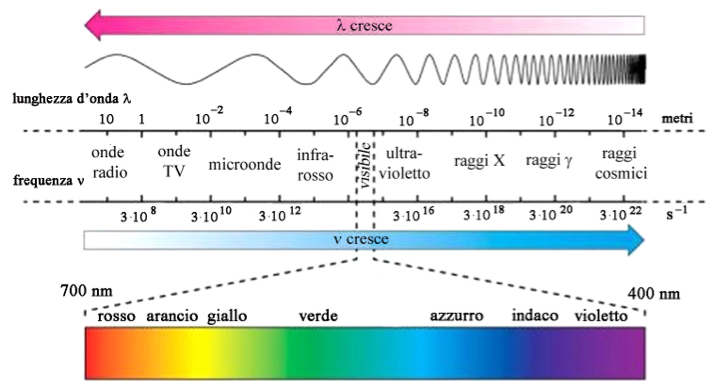 λ cresce
lunghezza d'onda λ
10 1 10⁻² 10⁻⁴ 10⁻⁶ 10⁻⁸ 10⁻¹⁰ 10⁻¹² 10⁻¹⁴ metri
onde radio
onde TV
microonde
infra-
rosso
visibile
ultra-
violetto
raggi X
raggi γ
raggi
cosmici
frequenza ν
3·10⁸ 3·10¹⁰ 3·10¹² 3·10¹⁶ 3·10¹⁸ 3·10²⁰ 3·10²² s⁻¹
ν cresce
700 nm 400 nm
rosso arancio giallo verde azzurro indaco violetto